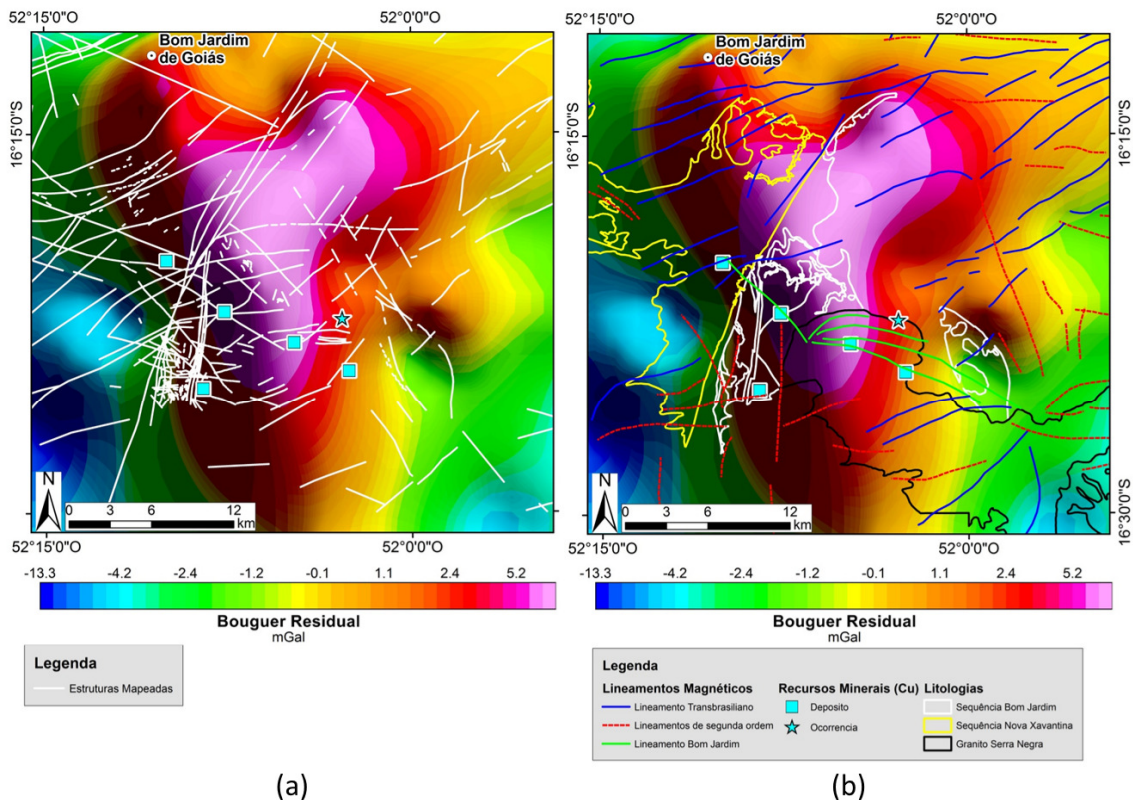 52°15'0"O
52°0'0"O
Bom Jardim
de Goiás
16°15'0"S
N
0 3 6 12
km
52°15'0"O
52°0'0"O
-13.3 -4.2 -2.4 -1.2 -0.1 1.1 2.4 5.2
Bouguer Residual
mGal
Legenda
Estruturas Mapeadas
(a)
52°15'0"O
52°0'0"O
Bom Jardim
de Goiás
16°15'0"S
16°30'0"S
N
0 3 6 12
km
52°15'0"O
52°0'0"O
-13.3 -4.2 -2.4 -1.2 -0.1 1.1 2.4 5.2
Bouguer Residual
mGal
Legenda
Lineamentos Magnéticos Recursos Minerais (Cu) Litologias
Lineamento Transbrasiliano Deposito Sequência Bom Jardim
Lineamentos de segunda ordem Ocorrencia Sequência Nova Xavantina
Lineamento Bom Jardim Granito Serra Negra
(b)